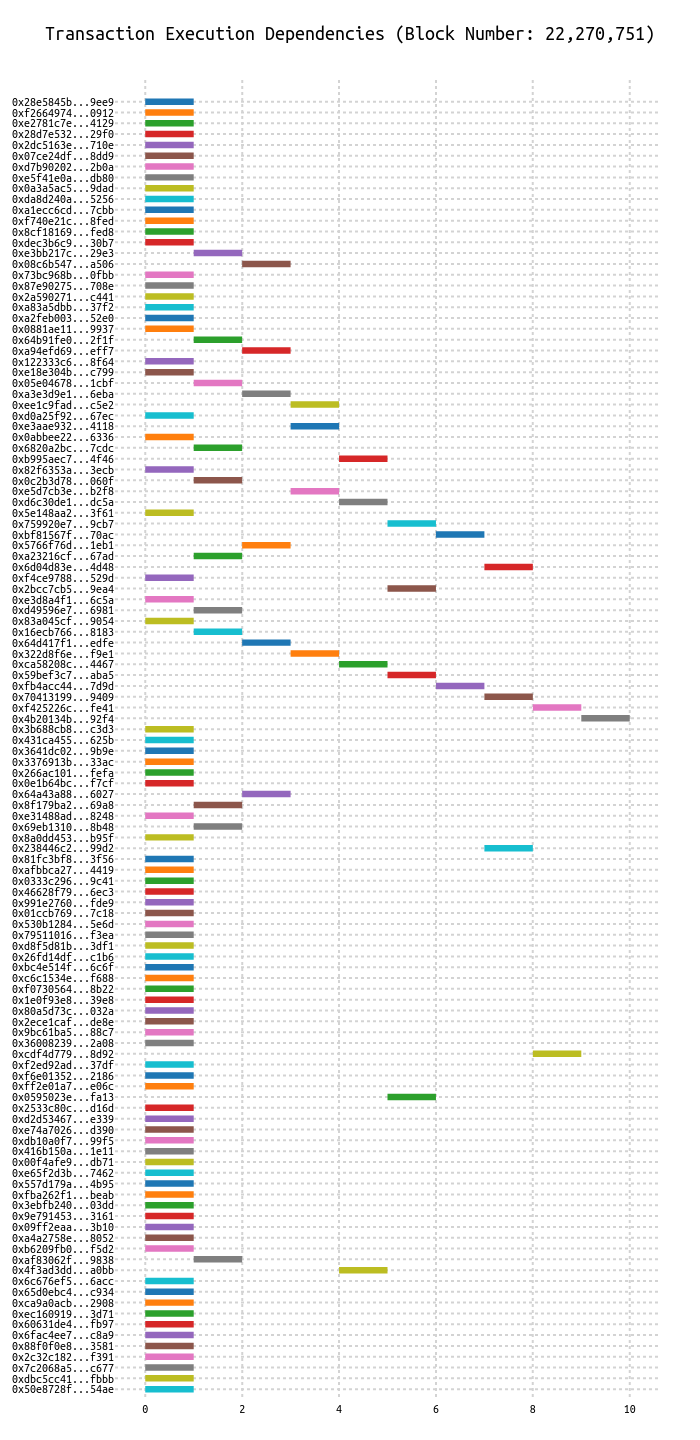 Transaction Execution Dependencies (Block Number: 22,270,751)
0x28e5845b...9ee9
0xf2664974...0912
0xe2781c7e...4129
0x28d7e532...29f0
0x2dc5163e...710e
0x07ce24df...8dd9
0xd7b90202...2b0a
0xe5f41e0a...db80
0x0a3a5ac5...9dad
0xda8d240a...5256
0xa1ecc6cd...7cbb
0xf740e21c...8fed
0x8cf18169...fed8
0xdec3b6c9...30b7
0xe3bb217c...29e3
0x08c6b547...a506
0x73bc968b...0fbb
0x87e90275...708e
0x2a590271...c441
0xa83a5dbb...37f2
0xa2feb003...52e0
0x0881ae11...9937
0x64b91fe0...2f1f
0xa94efd69...eff7
0x122333c6...8f64
0xe18e304b...c799
0x05e04678...1cbf
0xa3e3d9e1...6eba
0xee1c9fad...c5e2
0xd0a25f92...67ec
0xe3aae932...4118
0x0abbee22...6336
0x6820a2bc...7cdc
0xb995aec7...4f46
0x82f6353a...3ecb
0x0c2b3d78...060f
0xe5d7cb3e...b2f8
0xd6c30de1...dc5a
0x5e148aa2...3f61
0x759920e7...9cb7
0xbf81567f...70ac
0x5766f76d...1eb1
0xa23216cf...67ad
0x6d04d83e...4d48
0xf4ce9788...529d
0x2bcc7cb5...9ea4
0xe3d8a4f1...6c5a
0xd49596e7...6981
0x83a045cf...9054
0x16ecb766...8183
0x64d417f1...edfe
0x322d8f6e...f9e1
0xca58208c...4467
0x59bef3c7...aba5
0xfb4acc44...7d9d
0x70413199...9409
0xf425226c...fe41
0x4b20134b...92f4
0x3b688cb8...c3d3
0x431ca455...625b
0x3641dc02...9b9e
0x3376913b...33ac
0x266ac101...fefa
0x0e1b64bc...f7cf
0x64a43a88...6027
0x8f179ba2...69a8
0xe31488ad...8248
0x69eb1310...8b48
0x8a0dd453...b95f
0x238446c2...99d2
0x81fc3bf8...3f56
0xafbbca27...4419
0x0333c296...9c41
0x46628f79...6ec3
0x991e2760...fde9
0x01ccb769...7c18
0x530b1284...5e6d
0x79511016...f3ea
0xd8f5d81b...3df1
0x26fd14df...c1b6
0xbc4e514f...6c6f
0xc6c1534e...f688
0xf0730564...8b22
0x1e0f93e8...39e8
0x80a5d73c...032a
0x2ece1caf...de8e
0x9bc61ba5...88c7
0x36008239...2a08
0xcdf4d779...8d92
0xf2ed92ad...37df
0xf6e01352...2186
0xff2e01a7...e06c
0x0595023e...fa13
0x2533c80c...d16d
0xd2d53467...e339
0xe74a7026...d390
0xdb10a0f7...99f5
0x416b150a...1e11
0x00f4afe9...db71
0xe65f2d3b...7462
0x557d179a...4b95
0xfba262f1...beab
0x3ebfb240...03dd
0x9e791453...3161
0x09ff2eaa...3b10
0xa4a2758e...8052
0xb6209fb0...f5d2
0xaf83062f...9838
0x4f3ad3dd...a0bb
0x6c676ef5...6acc
0x65d0ebc4...c934
0xca9a0acb...2908
0xec160919...3d71
0x60631de4...fb97
0x6fac4ee7...c8a9
0x88f0f0e8...3581
0x2c32c182...f391
0x7c2068a5...c677
0xdbc5cc41...fbbb
0x50e8728f...54ae
0 2 4 6 8 10